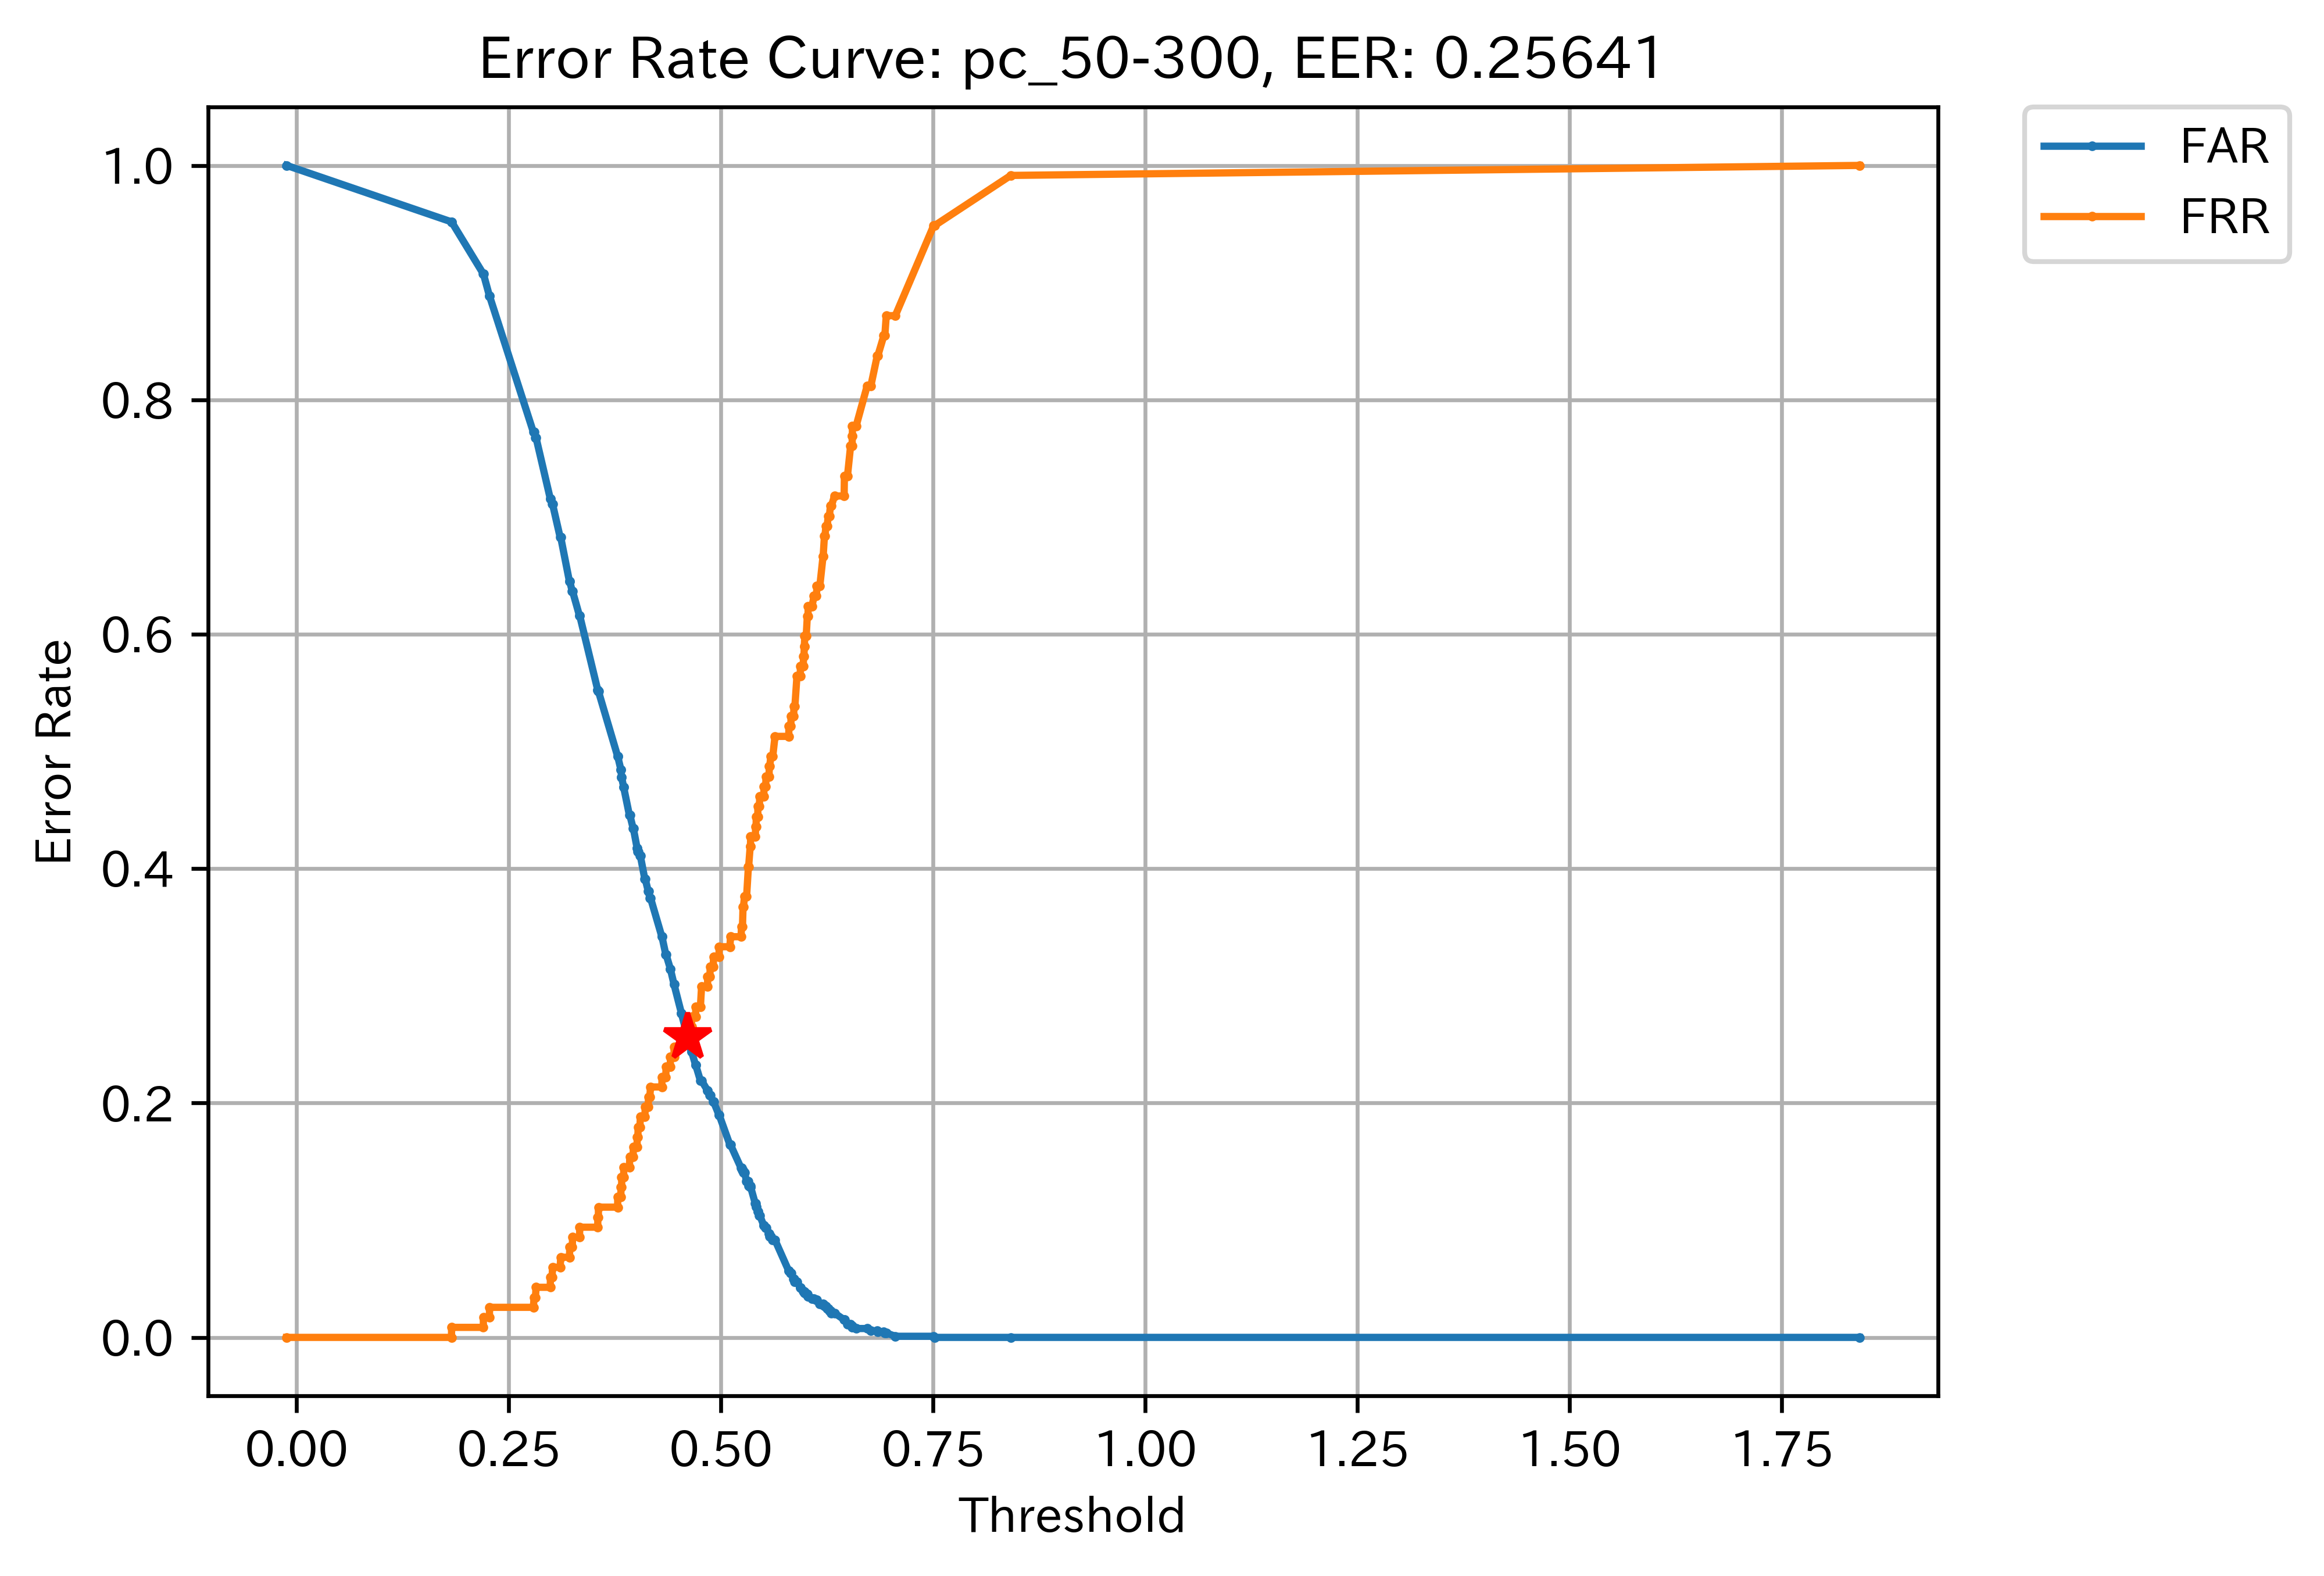 Error Rate Curve: pc_50-300, EER: 0.25641
FAR
FRR
1.0
0.8
0.6
0.4
0.2
0.0
Error Rate
0.00 0.25 0.50 0.75 1.00 1.25 1.50 1.75
Threshold